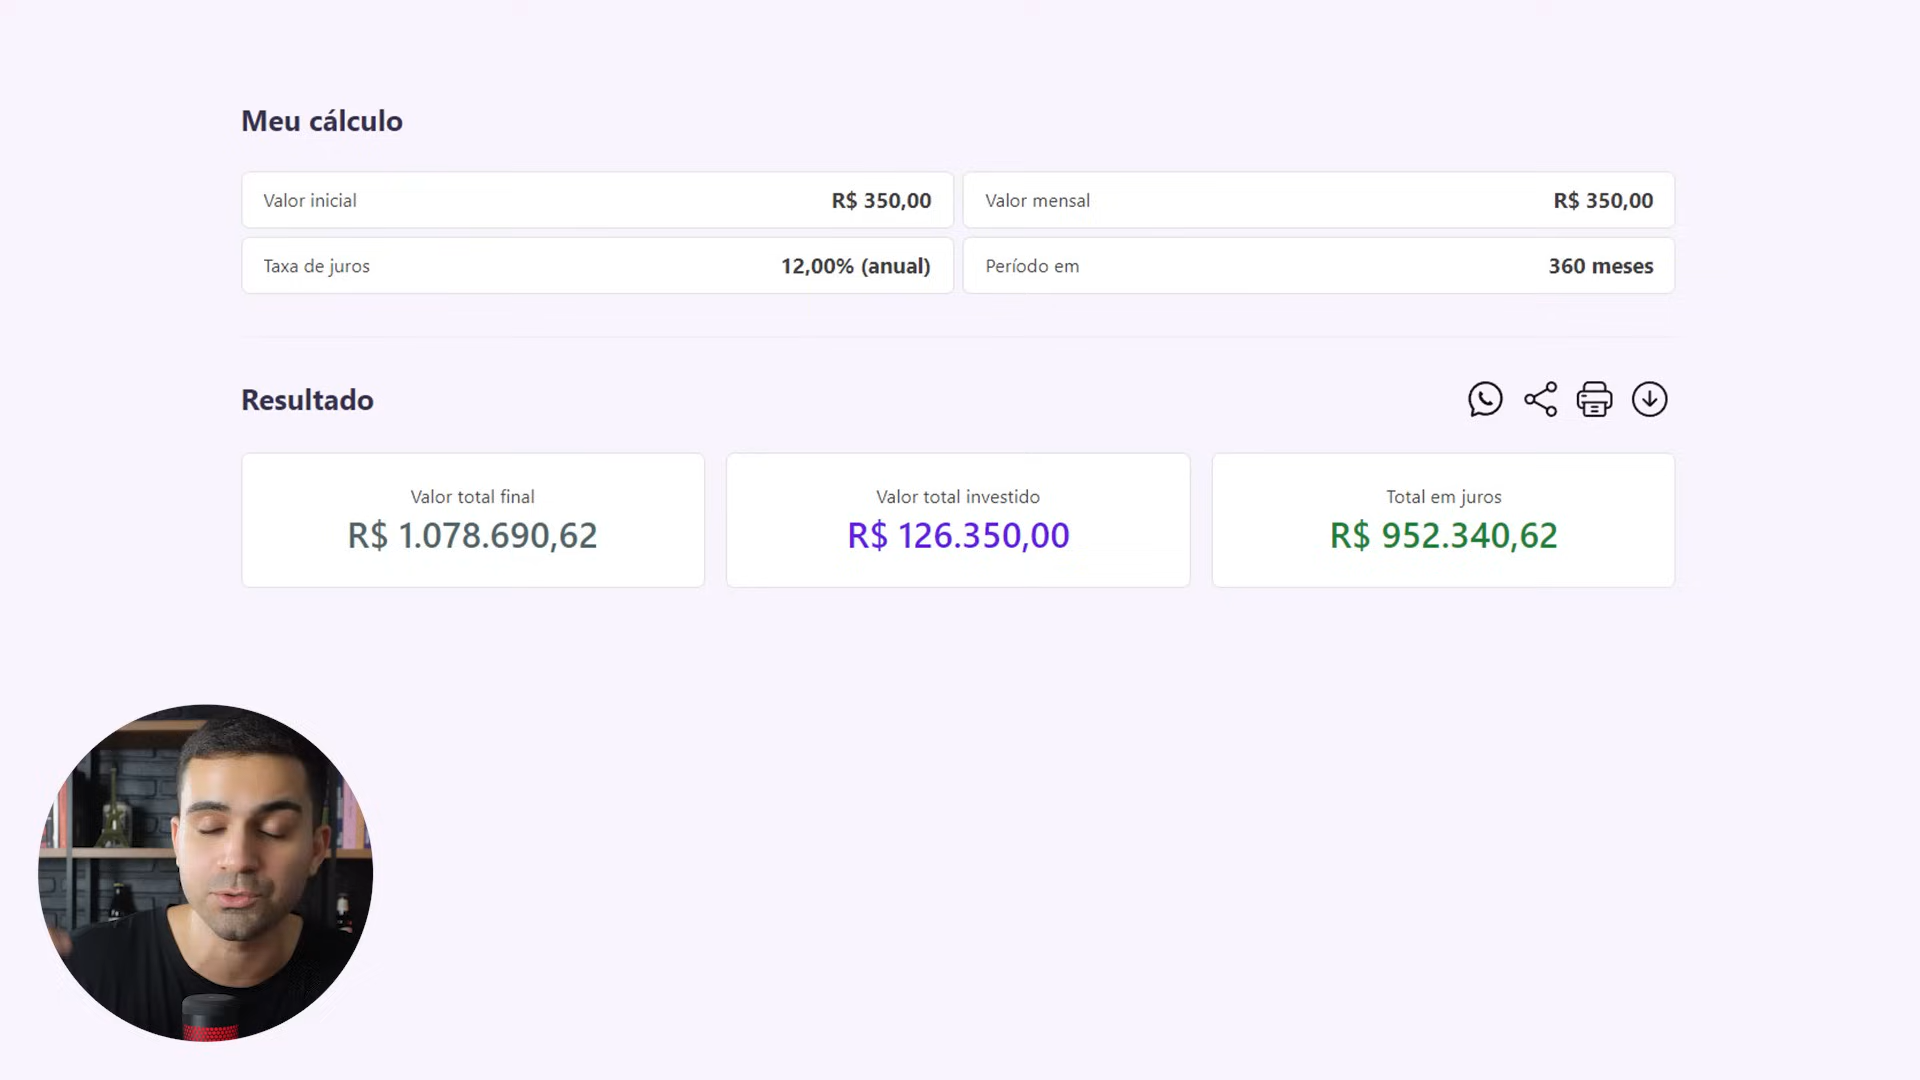 Meu cálculo
Valor inicial R$ 350,00
Valor mensal R$ 350,00
Taxa de juros 12,00% (anual)
Período em 360 meses
Resultado
Valor total final
R$ 1.078.690,62
Valor total investido
R$ 126.350,00
Total em juros
R$ 952.340,62